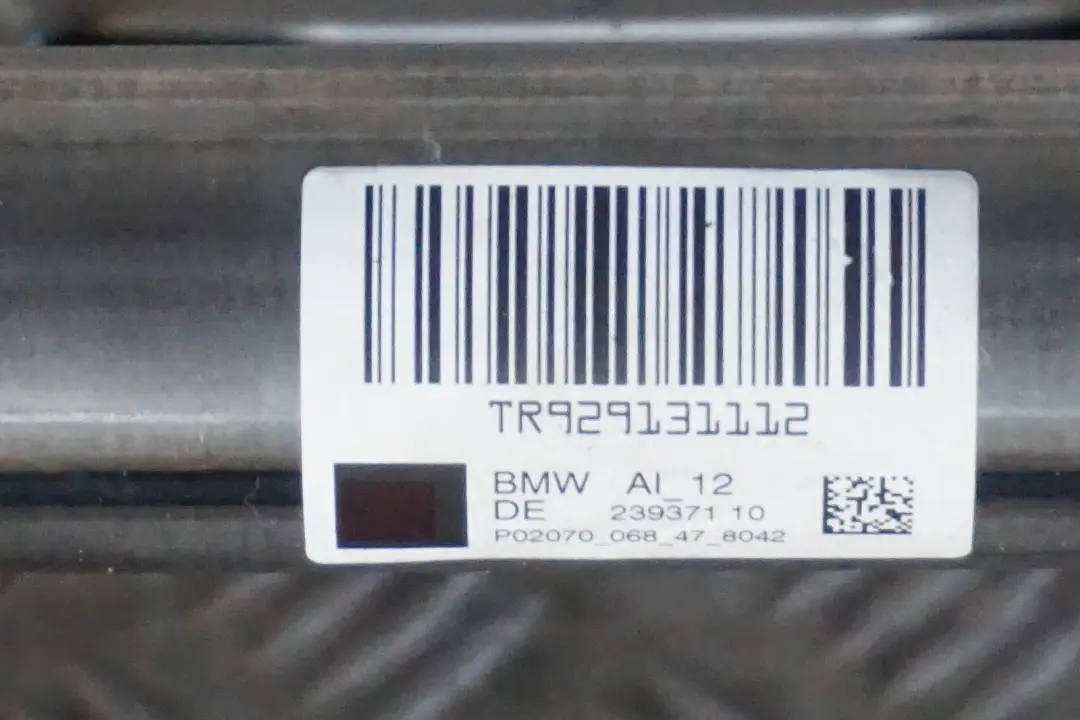 TR929131112
BMW AI_12
DE 239371 10
P02070_068_47_8042